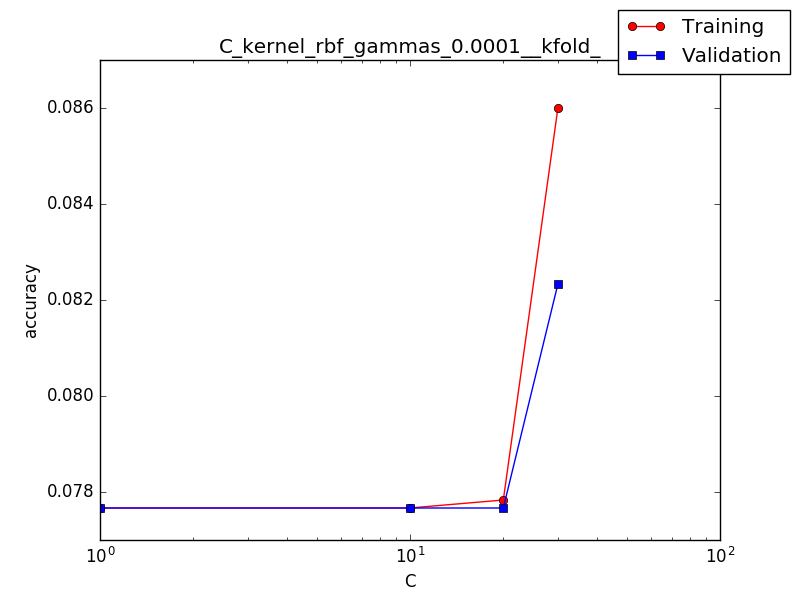 C_kernel_rbf_gammas_0.0001__kfold_
Training
Validation
0.086
0.084
0.082
0.080
0.078
accuracy
10^0
10^1
10^2
C